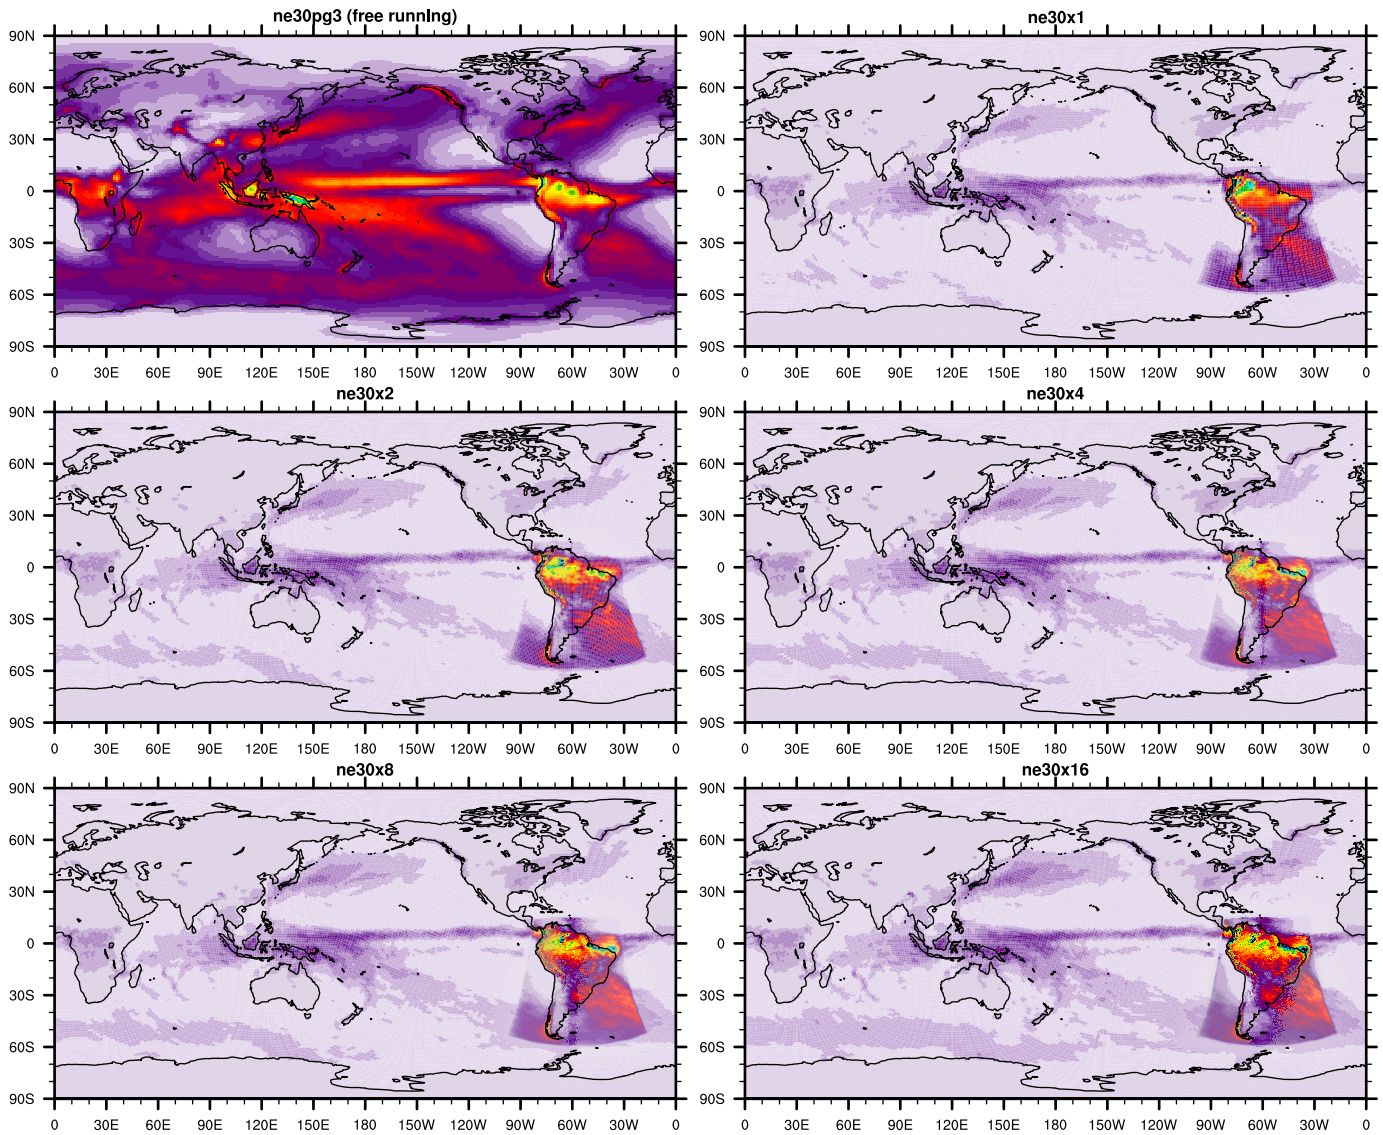 ne30pg3 (free running) ne30x1
90N 90N
60N 60N
30N 30N
0 0
30S 30S
60S 60S
90S 90S
0 30E 60E 90E 120E 150E 180 150W 120W 90W 60W 30W 0 0 30E 60E 90E 120E 150E 180 150W 120W 90W 60W 30W 0
ne30x2 ne30x4
90N 90N
60N 60N
30N 30N
0 0
30S 30S
60S 60S
90S 90S
0 30E 60E 90E 120E 150E 180 150W 120W 90W 60W 30W 0 0 30E 60E 90E 120E 150E 180 150W 120W 90W 60W 30W 0
ne30x8 ne30x16
90N 90N
60N 60N
30N 30N
0 0
30S 30S
60S 60S
90S 90S
0 30E 60E 90E 120E 150E 180 150W 120W 90W 60W 30W 0 0 30E 60E 90E 120E 150E 180 150W 120W 90W 60W 30W 0